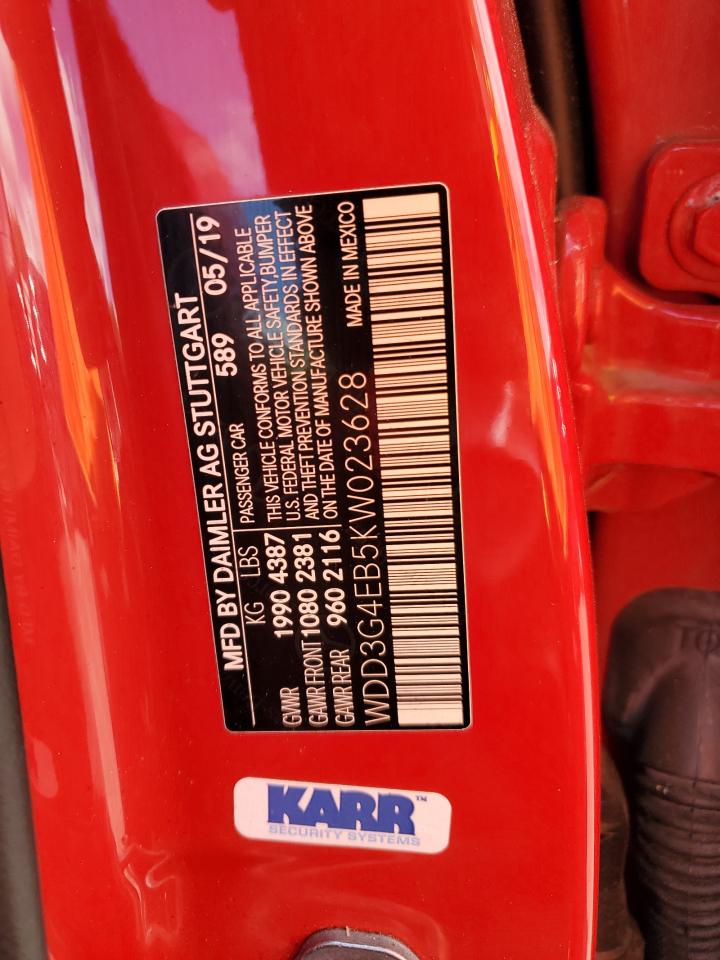 MFD BY DAIMLER AG STUTTGART
KG LBS PASSENGER CAR 589 05/19
GVWR 1990 4387 THIS VEHICLE CONFORMS TO ALL APPLICABLE
U.S. FEDERAL MOTOR VEHICLE SAFETY,BUMPER
GAWR FRONT 1080 2381 AND THEFT PREVENTION STANDARDS IN EFFECT
GAWR REAR 960 2116 ON THE DATE OF MANUFACTURE SHOWN ABOVE
WDD3G4EB5KW023628 MADE IN MEXICO
KARR™
SECURITY SYSTEMS